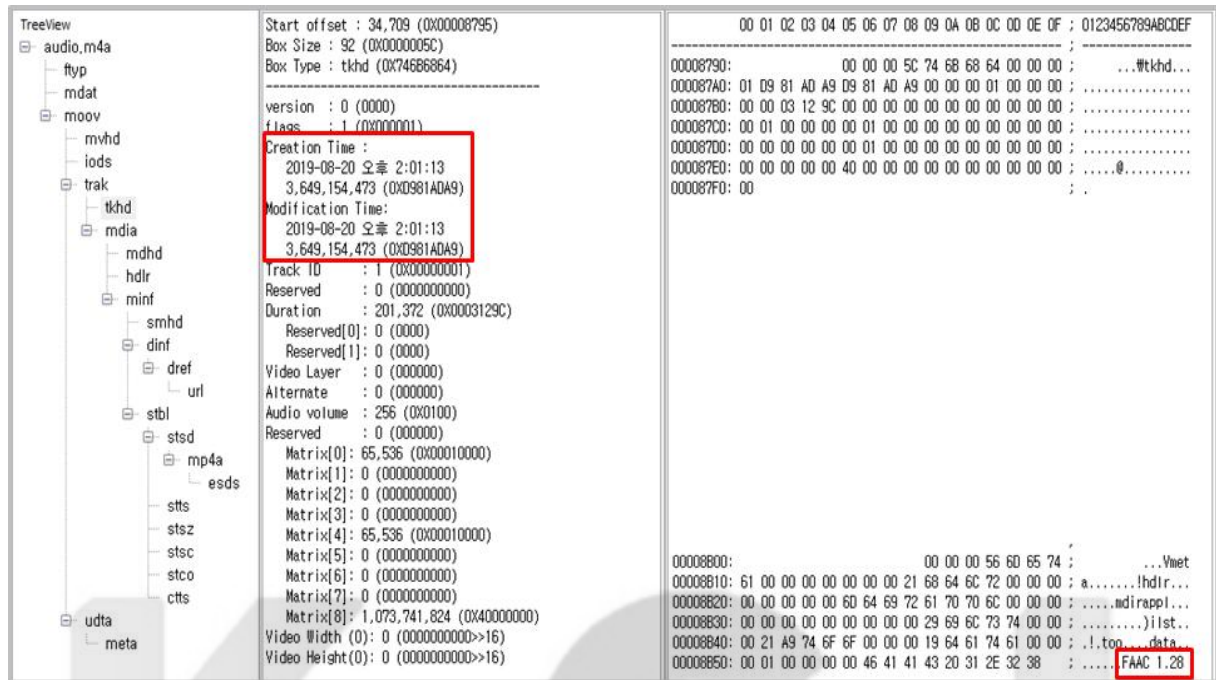 TreeView
audio,m4a
ftyp
mdat
moov
mvhd
iods
trak
tkhd
mdia
mdhd
hdlr
minf
smhd
dinf
dref
url
stbl
stsd
mp4a
esds
stts
stsz
stsc
stco
ctts
udta
meta
Start offset : 34,709 (0X00008795)
Box Size : 92 (0X0000005C)
Box Type : tkhd (0X746B6864)
----------------------------------------
version : 0 (0000)
flags : 1 (0X000001)
Creation Time :
2019-08-20 오후 2:01:13
3,649,154,473 (0XD981ADA9)
Modification Time:
2019-08-20 오후 2:01:13
3,649,154,473 (0XD981ADA9)
Track ID : 1 (0X00000001)
Reserved : 0 (0000000000)
Duration : 201,372 (0X0003129C)
Reserved[0]: 0 (0000)
Reserved[1]: 0 (0000)
Video Layer : 0 (000000)
Alternate : 0 (000000)
Audio volume : 256 (0X0100)
Reserved : 0 (000000)
Matrix[0]: 65,536 (0X00010000)
Matrix[1]: 0 (0000000000)
Matrix[2]: 0 (0000000000)
Matrix[3]: 0 (0000000000)
Matrix[4]: 65,536 (0X00010000)
Matrix[5]: 0 (0000000000)
Matrix[6]: 0 (0000000000)
Matrix[7]: 0 (0000000000)
Matrix[8]: 1,073,741,824 (0X40000000)
Video Width (0): 0 (0000000000>>16)
Video Height(0): 0 (0000000000>>16)
00 01 02 03 04 05 06 07 08 09 0A 0B 0C 0D 0E 0F ; 0123456789ABCDEF
------------------------------------------------ ; ----------------
00008790: 00 00 00 5C 74 6B 68 64 00 00 00 ; ...₩tkhd...
000087A0: 01 D9 81 AD A9 D9 81 AD A9 00 00 00 01 00 00 00 ; ................
000087B0: 00 00 03 12 9C 00 00 00 00 00 00 00 00 00 00 00 ; ................
000087C0: 00 01 00 00 00 00 01 00 00 00 00 00 00 00 00 00 ; ................
000087D0: 00 00 00 00 00 00 01 00 00 00 00 00 00 00 00 00 ; ................
000087E0: 00 00 00 00 00 40 00 00 00 00 00 00 00 00 00 00 ; .....@..........
000087F0: 00 ; .
00008B00: 00 00 00 56 6D 65 74 ; ...Vmet
00008B10: 61 00 00 00 00 00 00 00 21 68 64 6C 72 00 00 00 ; a.......!hdlr...
00008B20: 00 00 00 00 00 6D 64 69 72 61 70 70 6C 00 00 00 ; .....mdirappl...
00008B30: 00 00 00 00 00 00 00 00 00 29 69 6C 73 74 00 00 ; .........)ilst..
00008B40: 00 21 A9 74 6F 6F 00 00 00 19 64 61 74 61 00 00 ; .!.too....data..
00008B50: 00 01 00 00 00 00 46 41 41 43 20 31 2E 32 38 ; ......FAAC 1.28